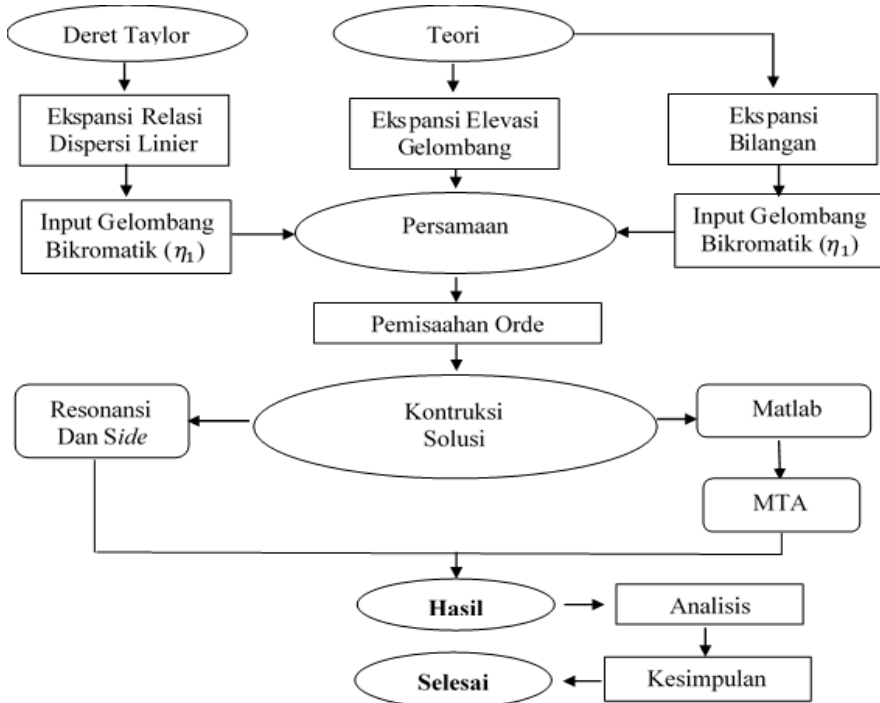 Deret Taylor
Teori
Ekspansi Relasi
Dispersi Linier
Ekspansi Elevasi
Gelombang
Ekspansi
Bilangan
Input Gelombang
Bikromatik (η₁)
Persamaan
Input Gelombang
Bikromatik (η₁)
Pemisaahan Orde
Resonansi
Dan Side
Kontruksi
Solusi
Matlab
MTA
Hasil
Analisis
Selesai
Kesimpulan